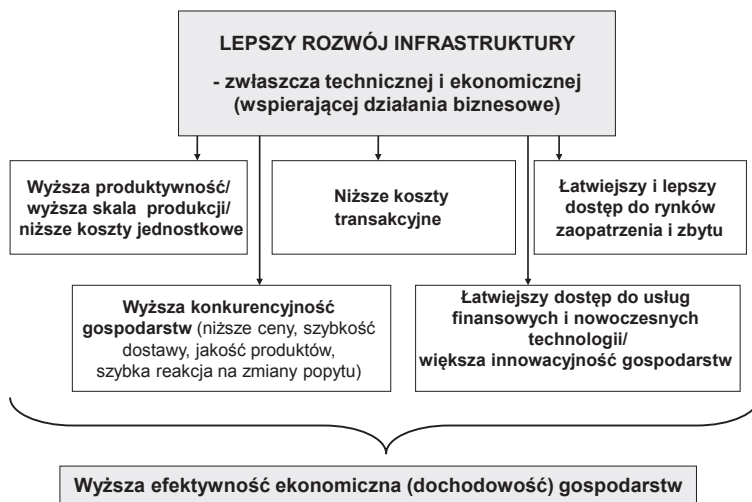 LEPSZY ROZWÓJ INFRASTRUKTURY
- zwłaszcza technicznej i ekonomicznej
(wspierającej działania biznesowe)
Wyższa produktywność/
wyższa skala produkcji/
niższe koszty jednostkowe
Niższe koszty
transakcyjne
Łatwiejszy i lepszy
dostęp do rynków
zaopatrzenia i zbytu
Wyższa konkurencyjność
gospodarstw (niższe ceny, szybkość
dostawy, jakość produktów,
szybka reakcja na zmiany popytu)
Łatwiejszy dostęp do usług
finansowych i nowoczesnych
technologii/
większa innowacyjność gospodarstw
Wyższa efektywność ekonomiczna (dochodowość) gospodarstw